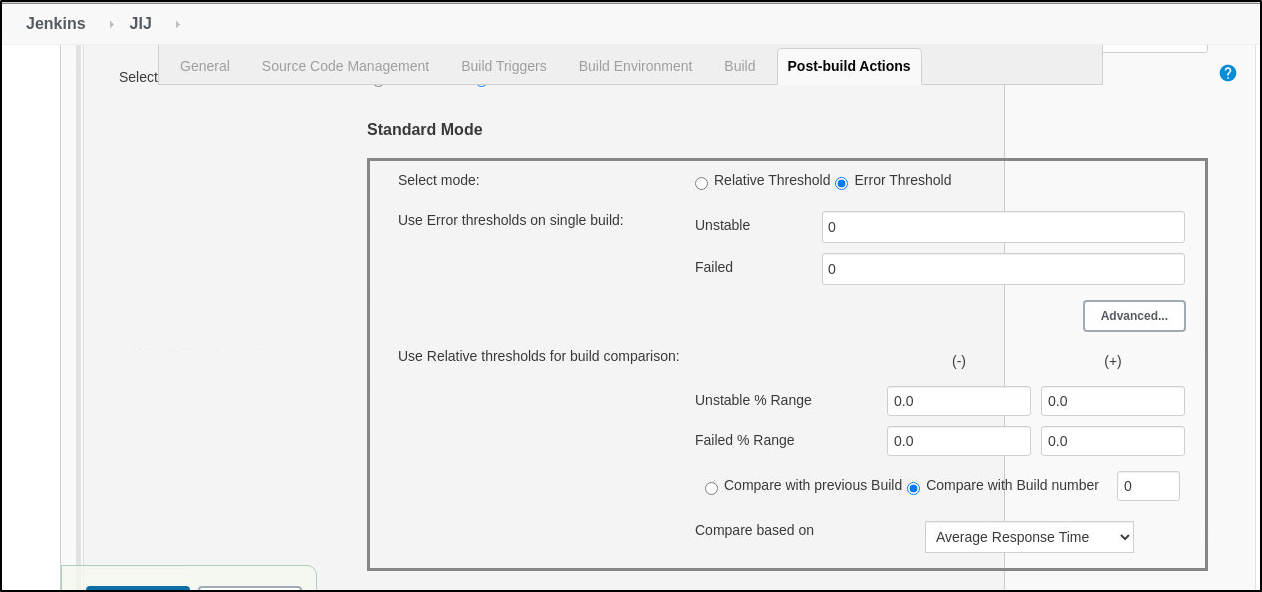 Jenkins JIJ
General Source Code Management Build Triggers Build Environment Build Post-build Actions
Select
?
Standard Mode
Select mode: Relative Threshold Error Threshold
Use Error thresholds on single build: Unstable 0
Failed 0
Advanced...
Use Relative thresholds for build comparison: (-) (+)
Unstable % Range 0.0 0.0
Failed % Range 0.0 0.0
Compare with previous Build Compare with Build number 0
Compare based on Average Response Time